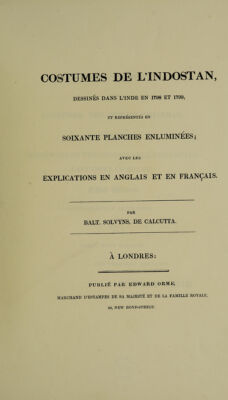 COSTUMES DE L'INDOSTAN,
DESSINÉS DANS L'INDE EN 1798 ET 1799,
ET REPRÉSENTÉS EN
SOIXANTE PLANCHES ENLUMINÉES;
AVEC LES
EXPLICATIONS EN ANGLAIS ET EN FRANÇAIS.
PAR
BALT. SOLVYNS, DE CALCUTTA.
À LONDRES:
PUBLIÉ PAR EDWARD ORME,
MARCHAND D'ESTAMPES DE SA MAJESTÉ ET DE LA FAMILLE ROYALE,
NEW BOND-STREET.